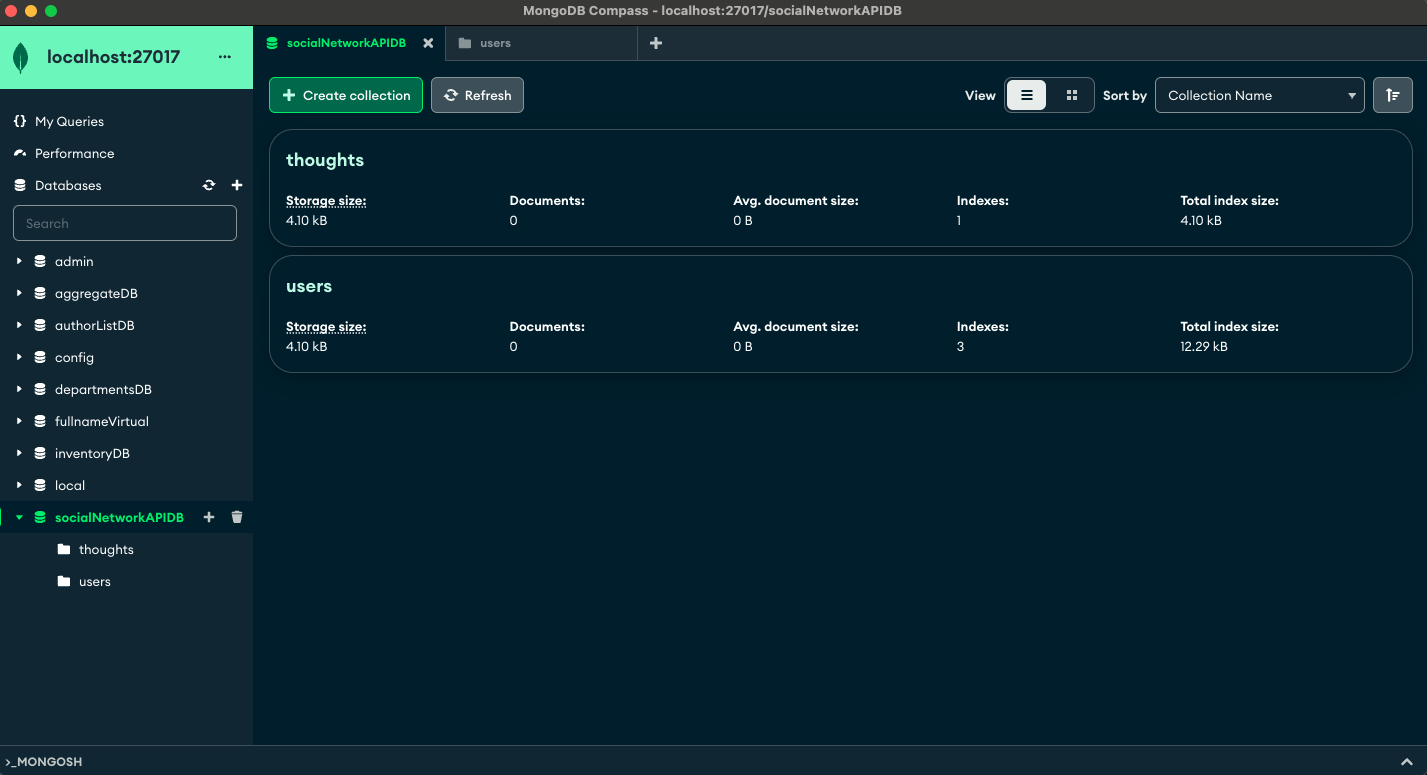 MongoDB Compass - localhost:27017/socialNetworkAPIDB
localhost:27017 ...
My Queries
Performance
Databases
Search
admin
aggregateDB
authorListDB
config
departmentsDB
fullnameVirtual
inventoryDB
local
socialNetworkAPIDB
thoughts
users
socialNetworkAPIDB users
Create collection Refresh View Sort by Collection Name
thoughts
Storage size: Documents: Avg. document size: Indexes: Total index size:
4.10 kB 0 0 B 1 4.10 kB
users
Storage size: Documents: Avg. document size: Indexes: Total index size:
4.10 kB 0 0 B 3 12.29 kB
>_MONGOSH